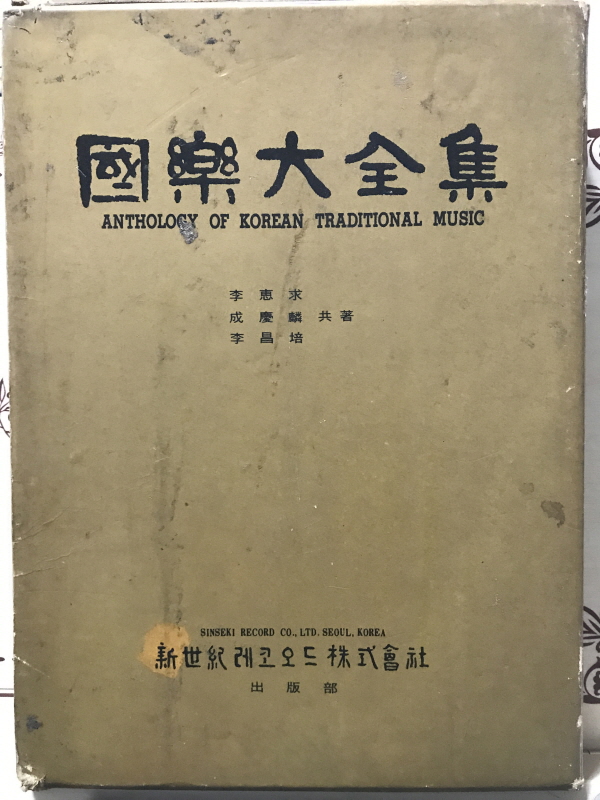 國樂大全集
ANTHOLOGY OF KOREAN TRADITIONAL MUSIC
李惠求
成慶麟 共著
李昌培
SINSEKI RECORD CO., LTD. SEOUL, KOREA
新世紀레코오드株式會社
出版部